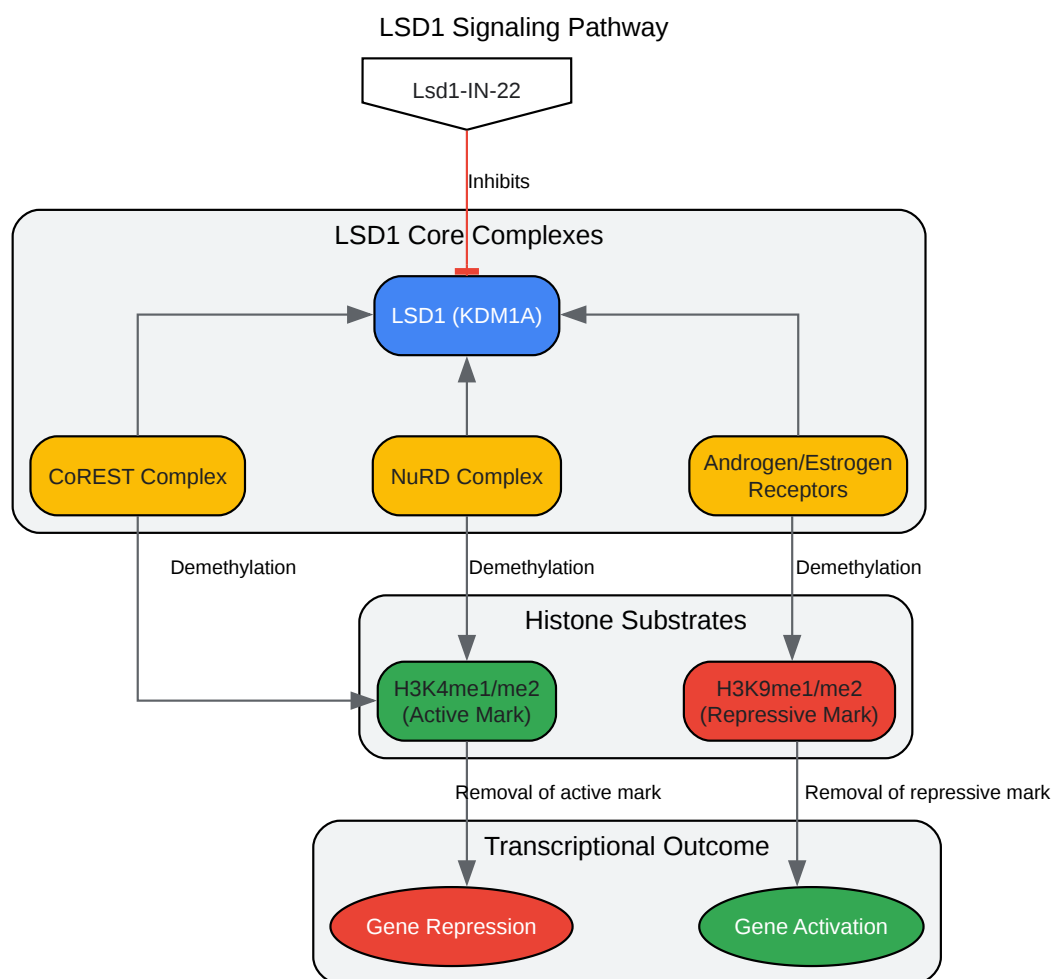 LSD1 Signaling Pathway
Lsd1-IN-22
Inhibits
LSD1 Core Complexes
LSD1 (KDM1A)
CoREST Complex
NuRD Complex
Androgen/Estrogen
Receptors
Demethylation
Demethylation
Demethylation
Histone Substrates
H3K4me1/me2
(Active Mark)
H3K9me1/me2
(Repressive Mark)
Removal of active mark
Removal of repressive mark
Transcriptional Outcome
Gene Repression
Gene Activation